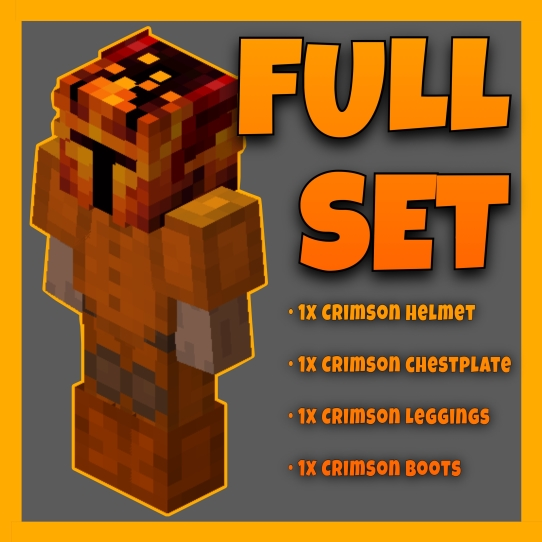 FULL
SET
· 1x Crimson Helmet
· 1x Crimson Chestplate
· 1x Crimson Leggings
· 1x Crimson Boots